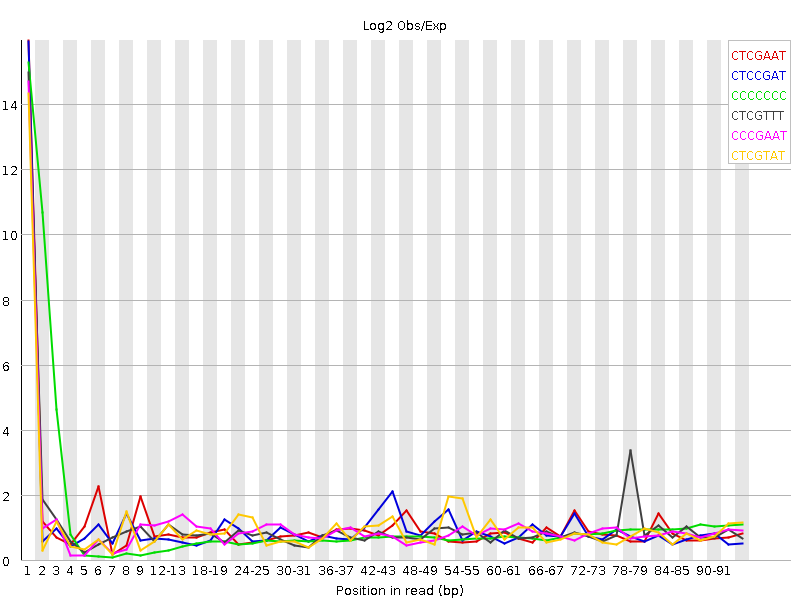 Log2 Obs/Exp
CTCGAAT
CTCCGAT
CCCCCCC
CTCGTTT
CCCGAAT
CTCGTAT
14
12
10
8
6
4
2
0
1 2 3 4 5 6 7 8 9 12-13 18-19 24-25 30-31 36-37 42-43 48-49 54-55 60-61 66-67 72-73 78-79 84-85 90-91
Position in read (bp)